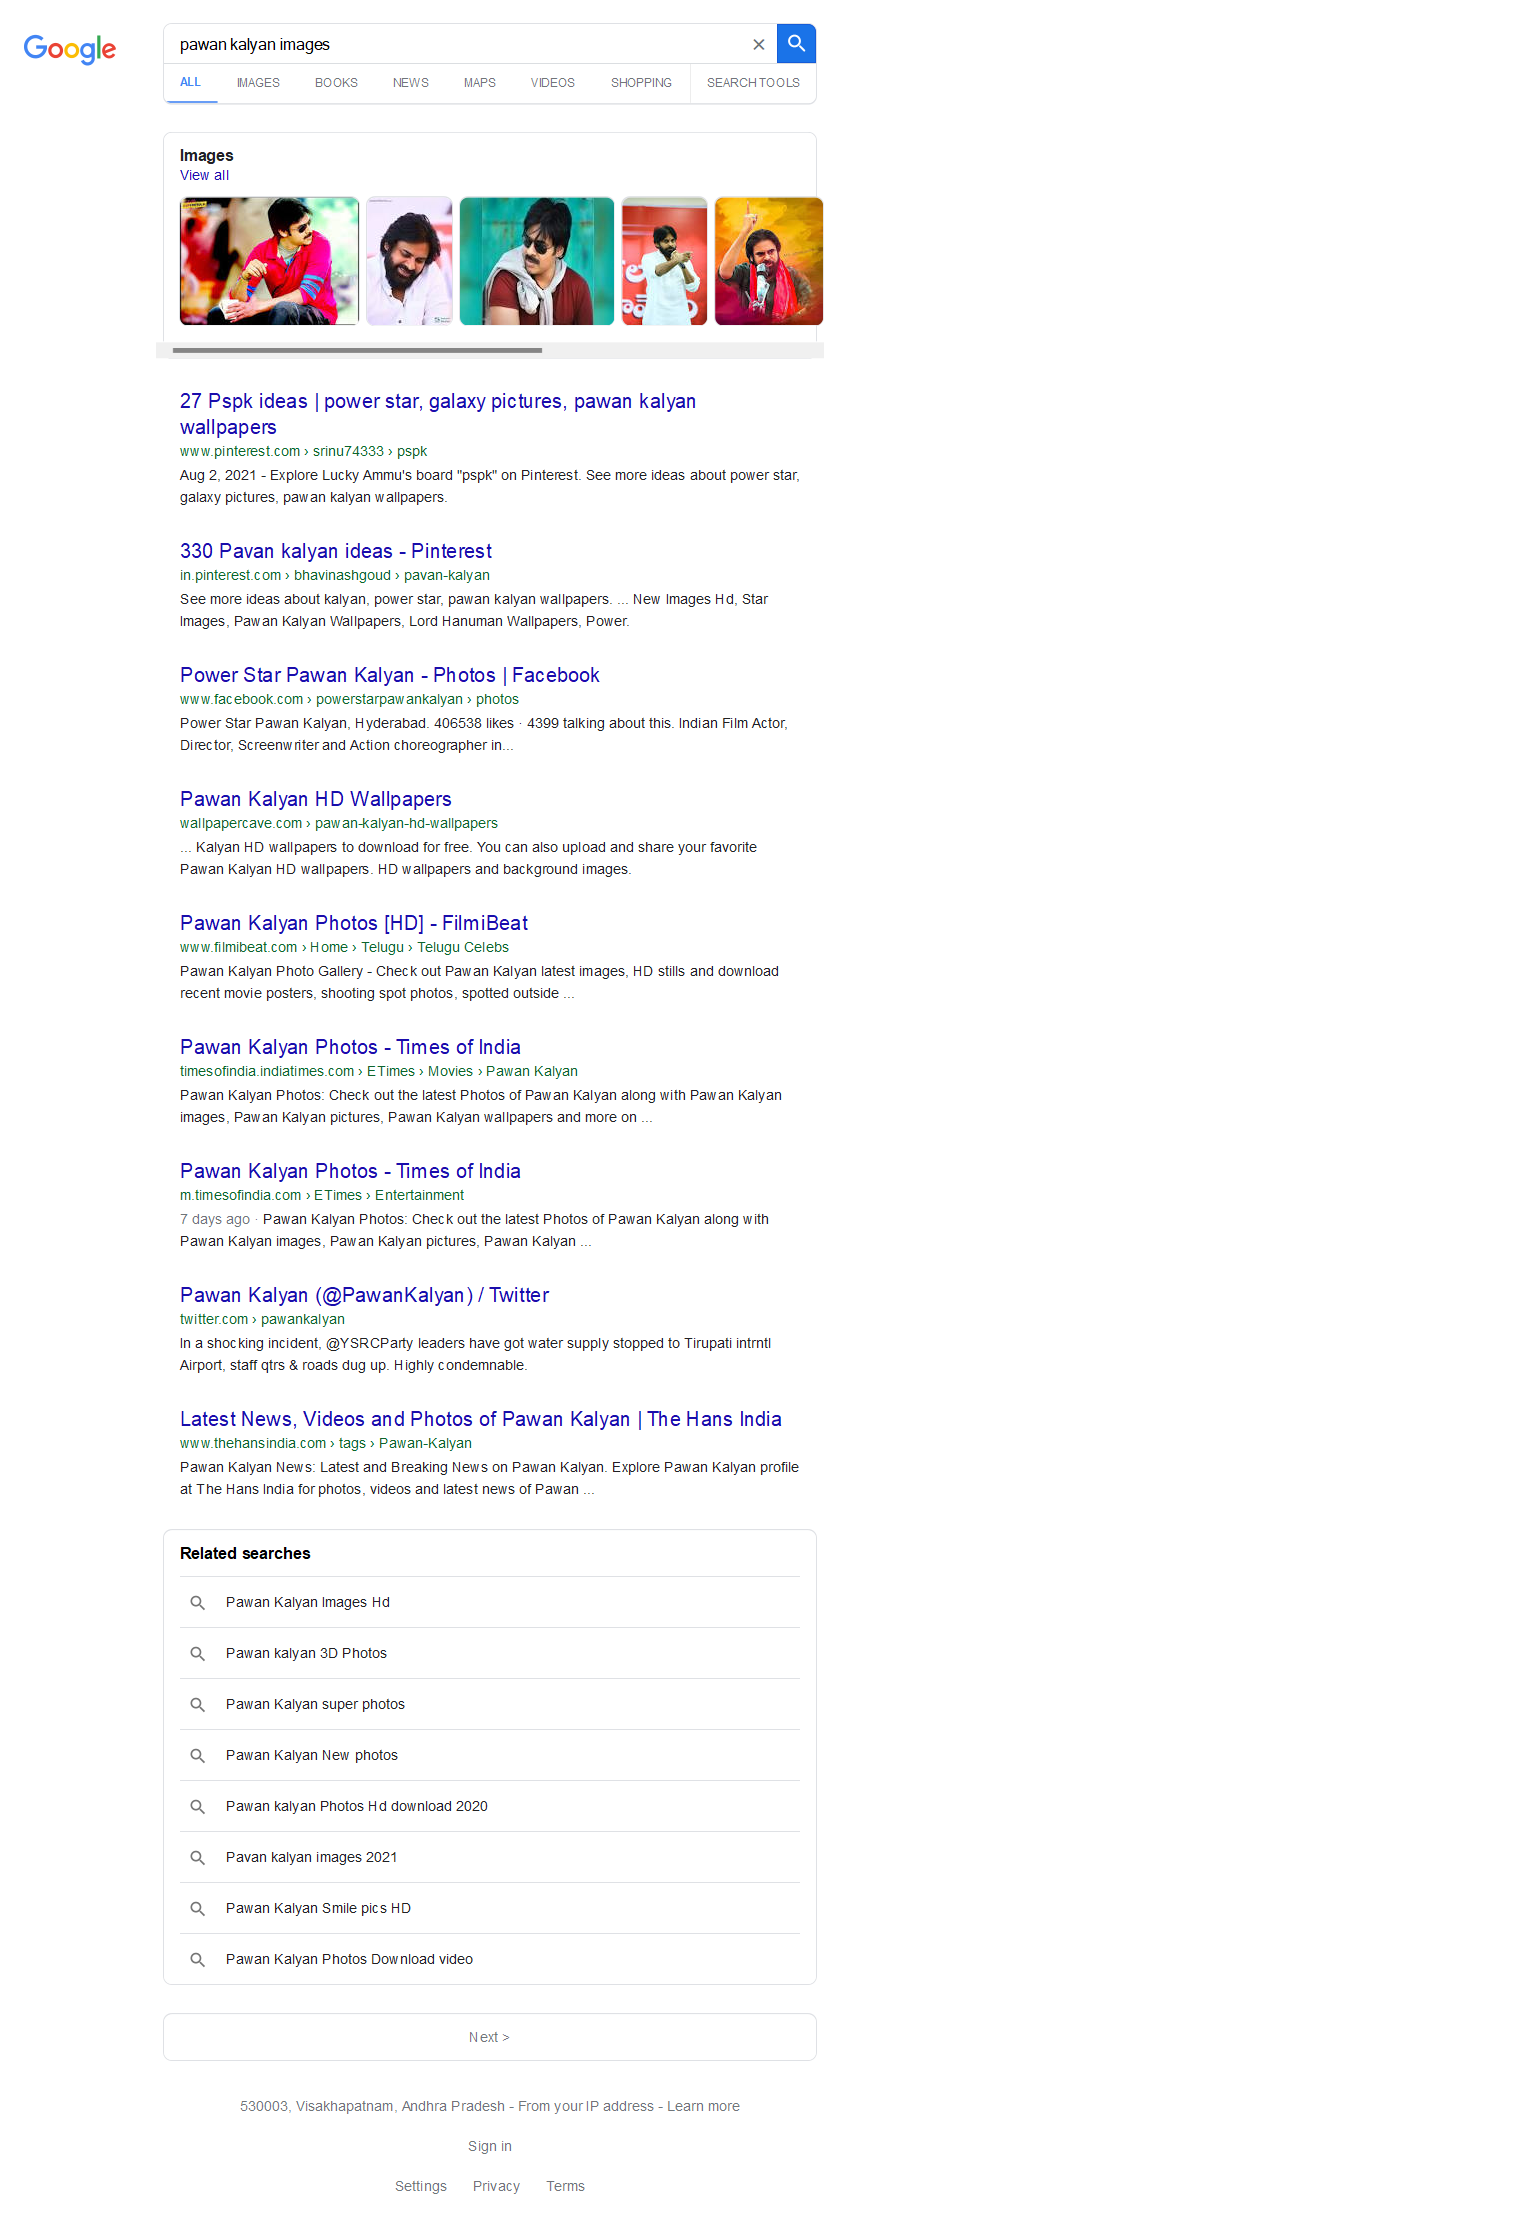 Google
pawan kalyan images
ALL IMAGES BOOKS NEWS MAPS VIDEOS SHOPPING SEARCH TOOLS
Images
View all
27 Pspk ideas | power star, galaxy pictures, pawan kalyan
wallpapers
www.pinterest.com › srinu74333 › pspk
Aug 2, 2021 - Explore Lucky Ammu's board "pspk" on Pinterest. See more ideas about power star,
galaxy pictures, pawan kalyan wallpapers.
330 Pavan kalyan ideas - Pinterest
in.pinterest.com › bhavinashgoud › pavan-kalyan
See more ideas about kalyan, power star, pawan kalyan wallpapers. ... New Images Hd, Star
Images, Pawan Kalyan Wallpapers, Lord Hanuman Wallpapers, Power.
Power Star Pawan Kalyan - Photos | Facebook
www.facebook.com › powerstarpawankalyan › photos
Power Star Pawan Kalyan, Hyderabad. 406538 likes · 4399 talking about this. Indian Film Actor,
Director, Screenwriter and Action choreographer in...
Pawan Kalyan HD Wallpapers
wallpapercave.com › pawan-kalyan-hd-wallpapers
... Kalyan HD wallpapers to download for free. You can also upload and share your favorite
Pawan Kalyan HD wallpapers. HD wallpapers and background images.
Pawan Kalyan Photos [HD] - FilmiBeat
www.filmibeat.com › Home › Telugu › Telugu Celebs
Pawan Kalyan Photo Gallery - Check out Pawan Kalyan latest images, HD stills and download
recent movie posters, shooting spot photos, spotted outside ...
Pawan Kalyan Photos - Times of India
timesofindia.indiatimes.com › ETimes › Movies › Pawan Kalyan
Pawan Kalyan Photos: Check out the latest Photos of Pawan Kalyan along with Pawan Kalyan
images, Pawan Kalyan pictures, Pawan Kalyan wallpapers and more on ...
Pawan Kalyan Photos - Times of India
m.timesofindia.com › ETimes › Entertainment
7 days ago · Pawan Kalyan Photos: Check out the latest Photos of Pawan Kalyan along with
Pawan Kalyan images, Pawan Kalyan pictures, Pawan Kalyan ...
Pawan Kalyan (@PawanKalyan) / Twitter
twitter.com › pawankalyan
In a shocking incident, @YSRCParty leaders have got water supply stopped to Tirupati intrntl
Airport, staff qtrs & roads dug up. Highly condemnable.
Latest News, Videos and Photos of Pawan Kalyan | The Hans India
www.thehansindia.com › tags › Pawan-Kalyan
Pawan Kalyan News: Latest and Breaking News on Pawan Kalyan. Explore Pawan Kalyan profile
at The Hans India for photos, videos and latest news of Pawan ...
Related searches
Pawan Kalyan Images Hd
Pawan kalyan 3D Photos
Pawan Kalyan super photos
Pawan Kalyan New photos
Pawan kalyan Photos Hd download 2020
Pavan kalyan images 2021
Pawan Kalyan Smile pics HD
Pawan Kalyan Photos Download video
Next >
530003, Visakhapatnam, Andhra Pradesh - From your IP address - Learn more
Sign in
Settings Privacy Terms